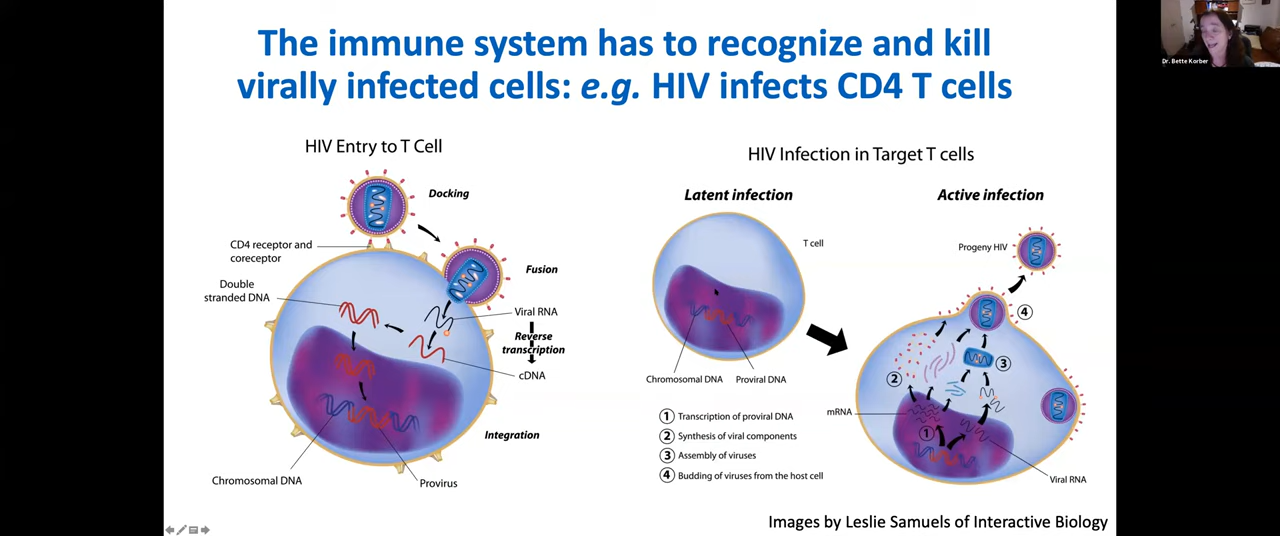 The immune system has to recognize and kill
virally infected cells: e.g. HIV infects CD4 T cells
Dr. Bette Korber
HIV Entry to T Cell
Docking
CD4 receptor and
coreceptor
Fusion
Double
stranded DNA
Viral RNA
Reverse
transcription
cDNA
Integration
Chromosomal DNA
Provirus
HIV Infection in Target T cells
Latent infection
Active infection
T cell
Progeny HIV
Chromosomal DNA
Proviral DNA
4
3
2
mRNA
1
Viral RNA
1 Transcription of proviral DNA
2 Synthesis of viral components
3 Assembly of viruses
4 Budding of viruses from the host cell
Images by Leslie Samuels of Interactive Biology